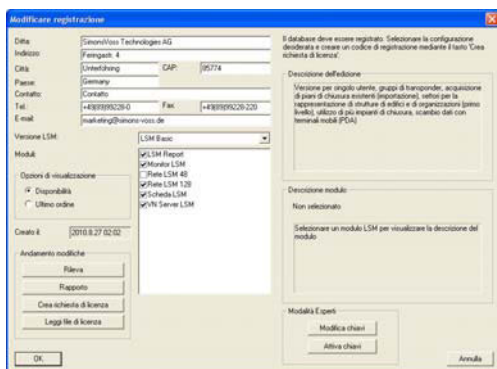 Modificare registrazione
Ditta: SimonsVoss Technologies AG
Indirizzo: Feringastr. 4
Città: Unterföhring CAP: 85774
Paese: Germany
Contatto: Contatto
Tel.: +49(89)99228-0 Fax: +49(89)99228-220
E-mail: marketing@simons-voss.de
Versione LSM: LSM Basic
Moduli: LSM Report
Monitor LSM
Rete LSM 48
Rete LSM 128
Scheda LSM
VN Server LSM
Opzioni di visualizzazione
Disponibilità
Ultimo ordine
Creato il: 2010.8.27 02:02
Andamento modifiche
Rileva
Rapporto
Crea richiesta di licenza
Leggi file di licenza
OK
Il database deve essere registrato. Selezionare la configurazione
desiderata e creare un codice di registrazione mediante il tasto 'Crea
richiesta di licenza'.
Descrizione dell'edizione
Versione per singolo utente, gruppi di transponder, acquisizione
di piani di chiusura esistenti (importazione), settori per la
rappresentazione di strutture di edifici e di organizzazioni (primo
livello), utilizzo di più impianti di chiusura, scambio dati con
terminali mobili (PDA)
Descrizione modulo
Non selezionato
Selezionare un modulo LSM per visualizzare la descrizione del
modulo
Modalità Esperti
Modifica chiavi
Attiva chiavi
Annulla